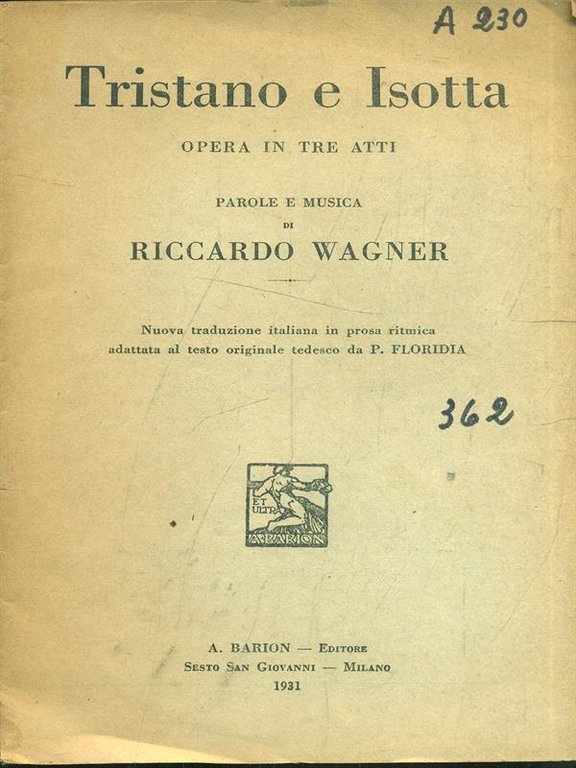 A 230
Tristano e Isotta
OPERA IN TRE ATTI
PAROLE E MUSICA
DI
RICCARDO WAGNER
Nuova traduzione italiana in prosa ritmica
adattata al testo originale tedesco da P. FLORIDIA
362
ET
ULTRA
A·BARION
A. BARION — EDITORE
SESTO SAN GIOVANNI — MILANO
1931